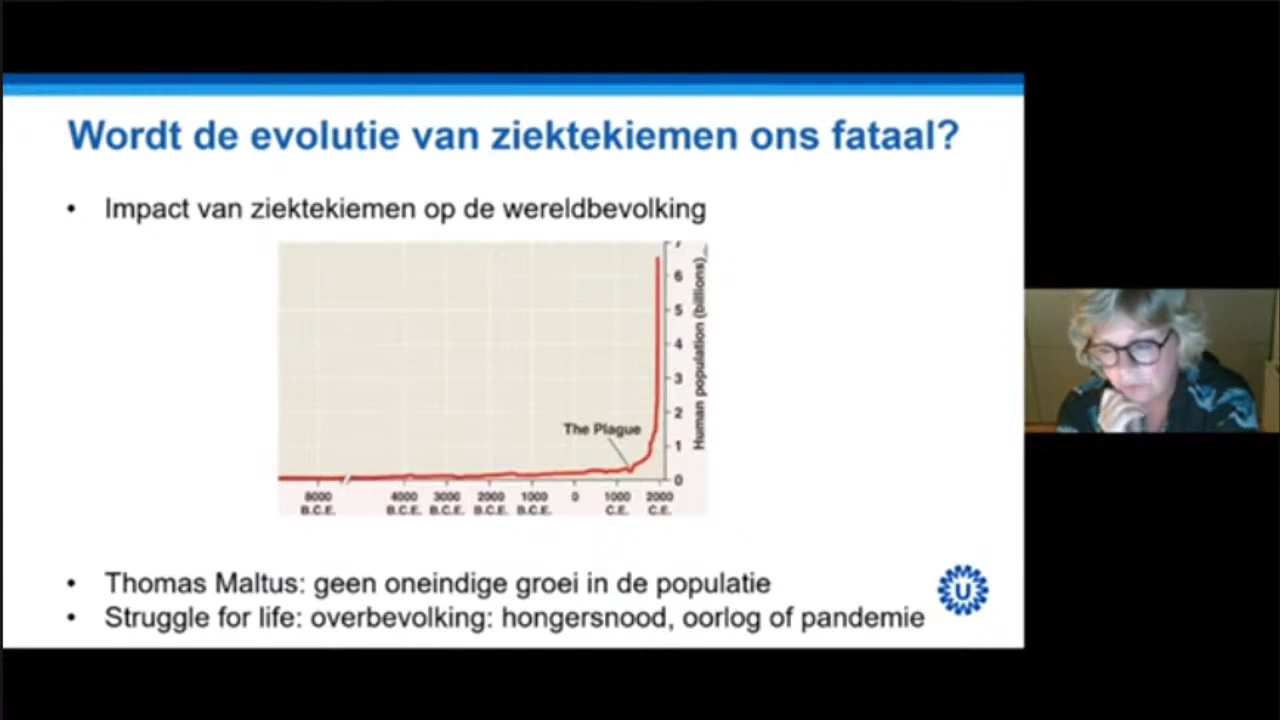 Wordt de evolutie van ziektekiemen ons fataal?
• Impact van ziektekiemen op de wereldbevolking
7
6
5
4
3
2
1
0
Human population (billions)
The Plague
8000 4000 3000 2000 1000 0 1000 2000
B.C.E. B.C.E. B.C.E. B.C.E. B.C.E. C.E. C.E.
• Thomas Maltus: geen oneindige groei in de populatie
• Struggle for life: overbevolking: hongersnood, oorlog of pandemie
U